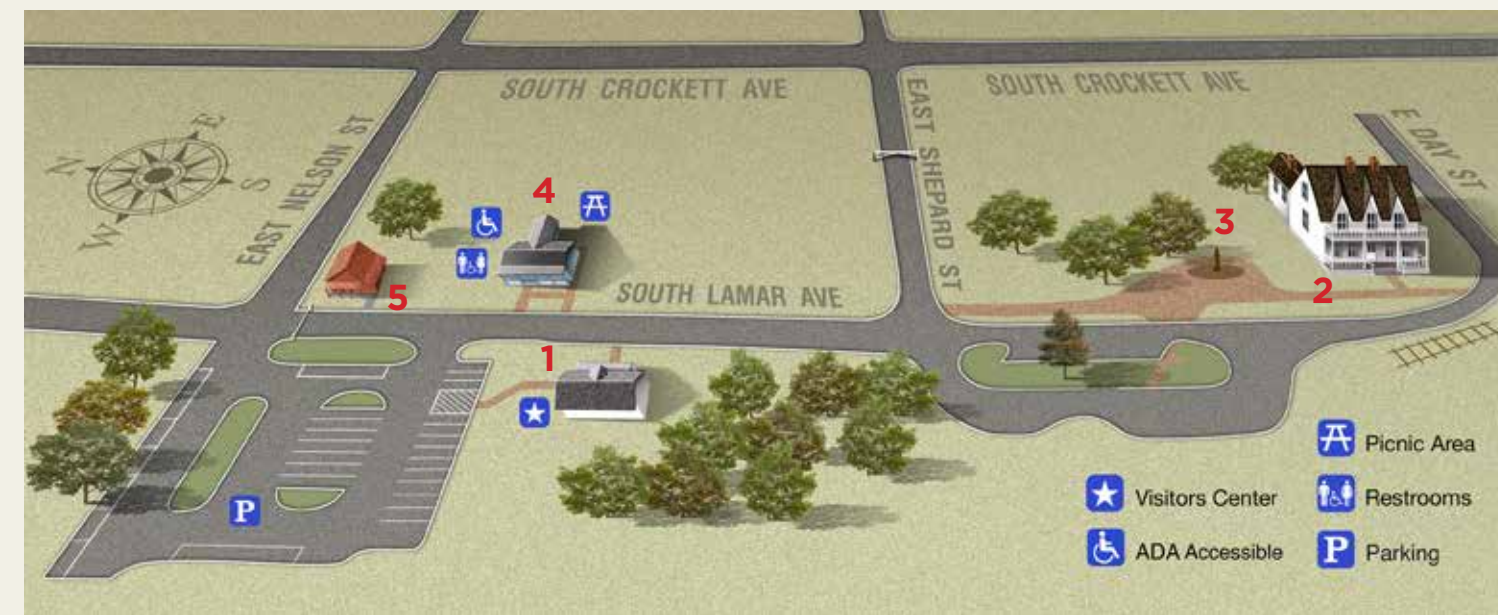 SOUTH CROCKETT AVE
SOUTH CROCKETT AVE
EAST SHEPARD ST
E DAY ST
EAST NELSON ST
N
E
S
W
4
3
5
SOUTH LAMAR AVE
2
1
P
Picnic Area
Visitors Center
Restrooms
ADA Accessible
P
Parking